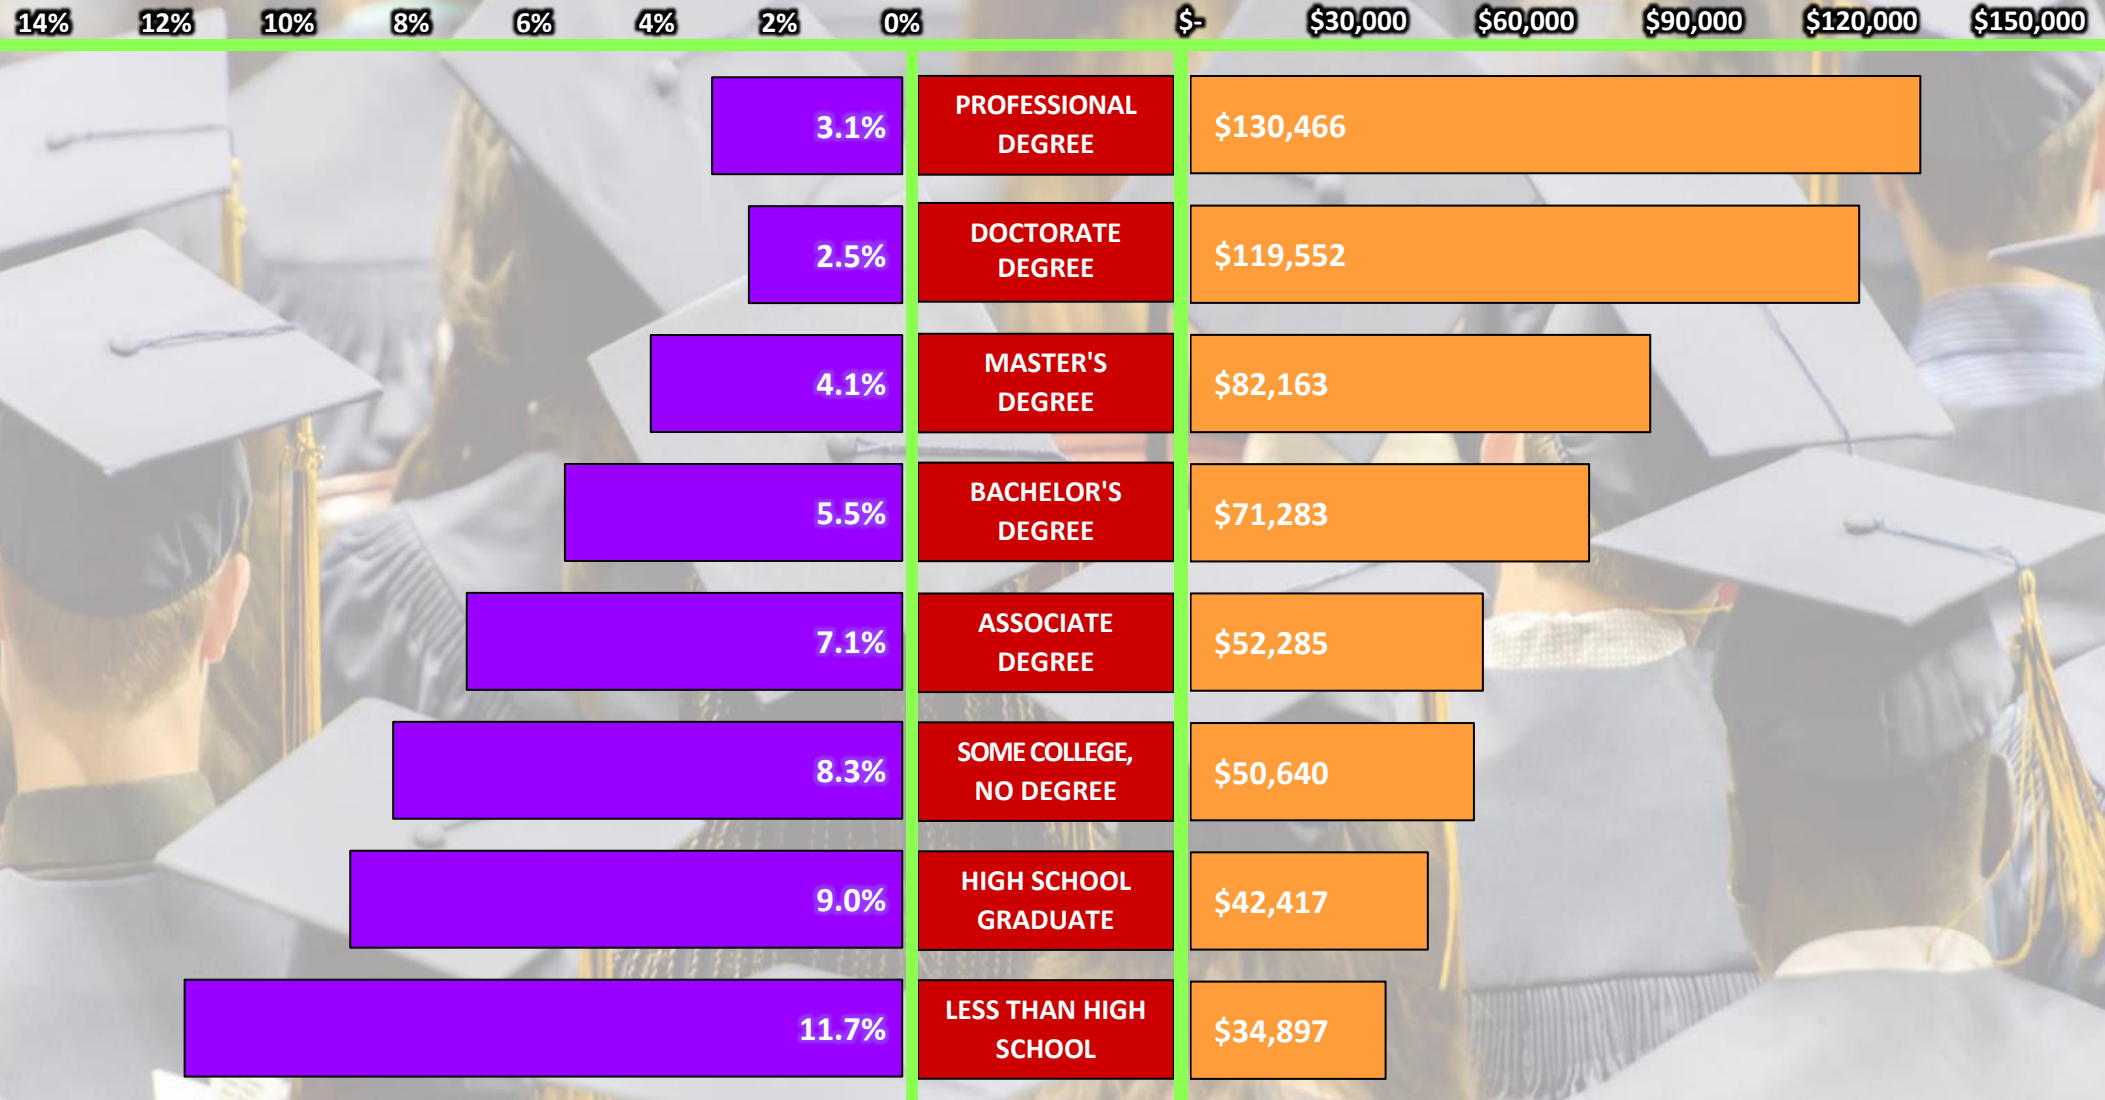 14% 12% 10% 8% 6% 4% 2% 0% $- $30,000 $60,000 $90,000 $120,000 $150,000
3.1% PROFESSIONAL DEGREE $130,466
2.5% DOCTORATE DEGREE $119,552
4.1% MASTER'S DEGREE $82,163
5.5% BACHELOR'S DEGREE $71,283
7.1% ASSOCIATE DEGREE $52,285
8.3% SOME COLLEGE, NO DEGREE $50,640
9.0% HIGH SCHOOL GRADUATE $42,417
11.7% LESS THAN HIGH SCHOOL $34,897